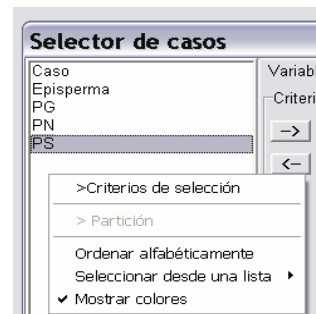 Selector de casos
Caso
Episperma
PG
PN
PS
Variab
Criteri
-->
<--
>Criterios de selección
> Partición
Ordenar alfabéticamente
Seleccionar desde una lista
Mostrar colores